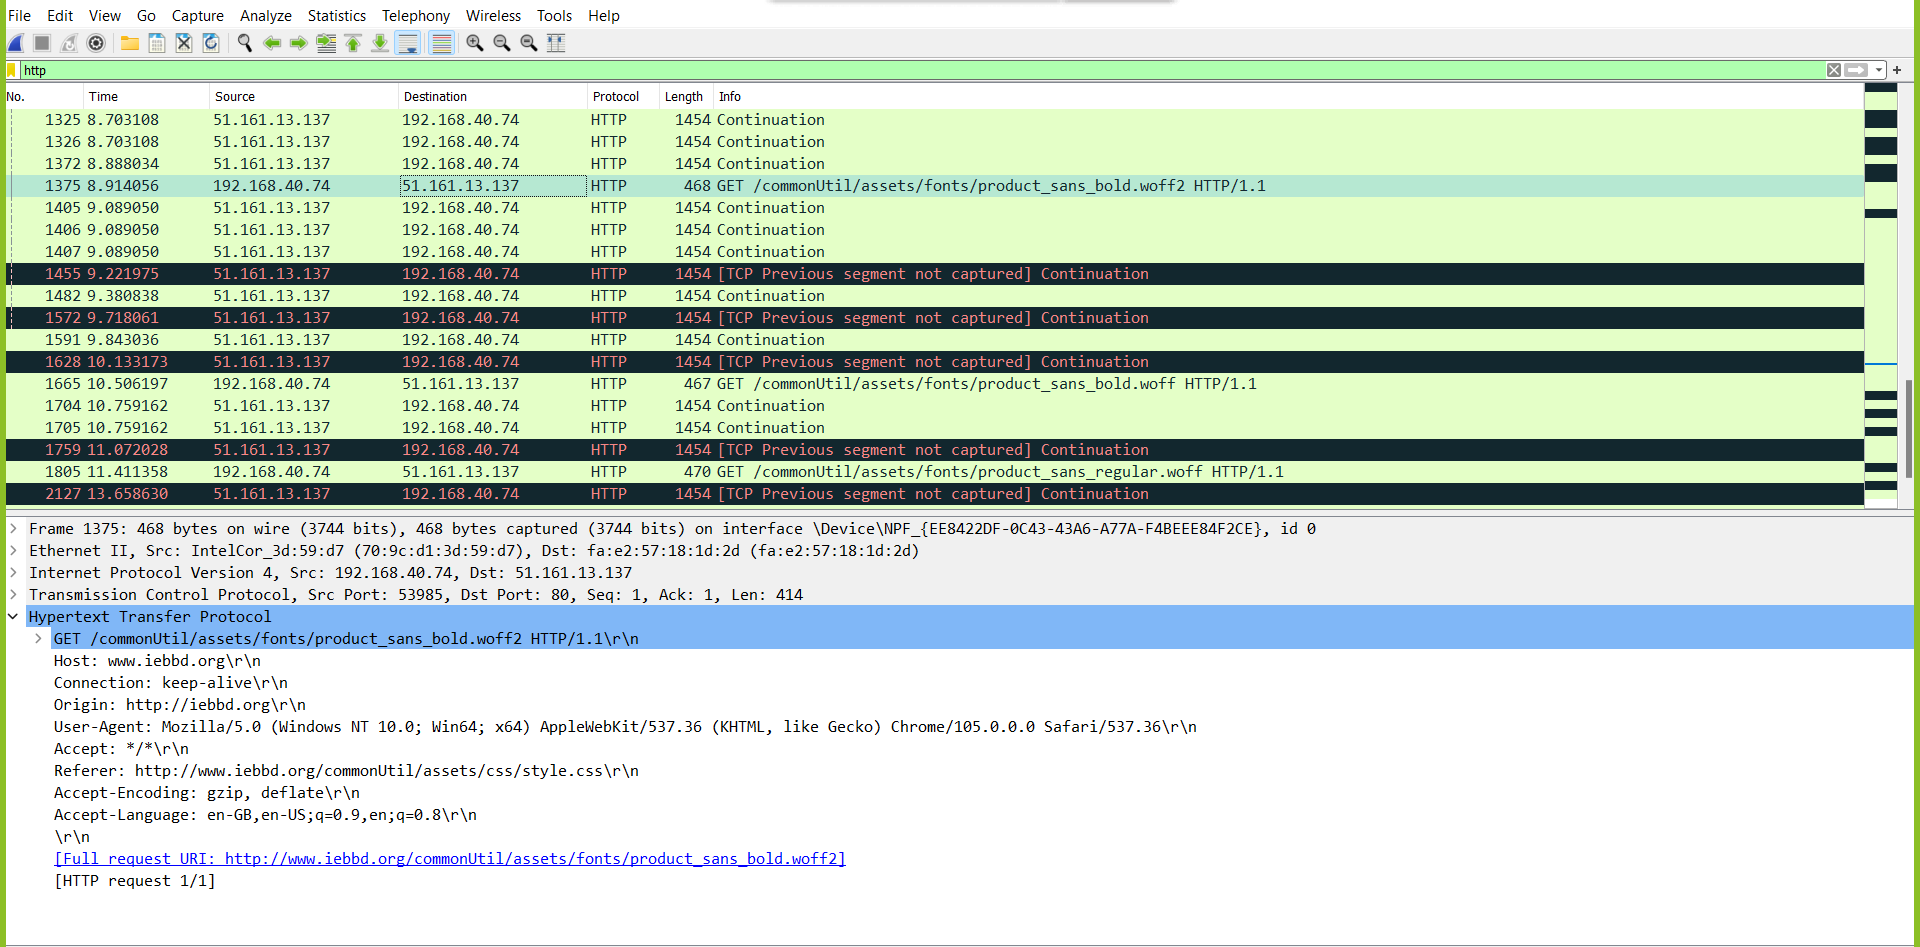 File Edit View Go Capture Analyze Statistics Telephony Wireless Tools Help
http
No. Time Source Destination Protocol Length Info
1325 8.703108 51.161.13.137 192.168.40.74 HTTP 1454 Continuation
1326 8.703108 51.161.13.137 192.168.40.74 HTTP 1454 Continuation
1372 8.888034 51.161.13.137 192.168.40.74 HTTP 1454 Continuation
1375 8.914056 192.168.40.74 51.161.13.137 HTTP 468 GET /commonUtil/assets/fonts/product_sans_bold.woff2 HTTP/1.1
1405 9.089050 51.161.13.137 192.168.40.74 HTTP 1454 Continuation
1406 9.089050 51.161.13.137 192.168.40.74 HTTP 1454 Continuation
1407 9.089050 51.161.13.137 192.168.40.74 HTTP 1454 Continuation
1455 9.221975 51.161.13.137 192.168.40.74 HTTP 1454 [TCP Previous segment not captured] Continuation
1482 9.380838 51.161.13.137 192.168.40.74 HTTP 1454 Continuation
1572 9.718061 51.161.13.137 192.168.40.74 HTTP 1454 [TCP Previous segment not captured] Continuation
1591 9.843036 51.161.13.137 192.168.40.74 HTTP 1454 Continuation
1628 10.133173 51.161.13.137 192.168.40.74 HTTP 1454 [TCP Previous segment not captured] Continuation
1665 10.506197 192.168.40.74 51.161.13.137 HTTP 467 GET /commonUtil/assets/fonts/product_sans_bold.woff HTTP/1.1
1704 10.759162 51.161.13.137 192.168.40.74 HTTP 1454 Continuation
1705 10.759162 51.161.13.137 192.168.40.74 HTTP 1454 Continuation
1759 11.072028 51.161.13.137 192.168.40.74 HTTP 1454 [TCP Previous segment not captured] Continuation
1805 11.411358 192.168.40.74 51.161.13.137 HTTP 470 GET /commonUtil/assets/fonts/product_sans_regular.woff HTTP/1.1
2127 13.658630 51.161.13.137 192.168.40.74 HTTP 1454 [TCP Previous segment not captured] Continuation
Frame 1375: 468 bytes on wire (3744 bits), 468 bytes captured (3744 bits) on interface \Device\NPF_{EE8422DF-0C43-43A6-A77A-F4BEEE84F2CE}, id 0
Ethernet II, Src: IntelCor_3d:59:d7 (70:9c:d1:3d:59:d7), Dst: fa:e2:57:18:1d:2d (fa:e2:57:18:1d:2d)
Internet Protocol Version 4, Src: 192.168.40.74, Dst: 51.161.13.137
Transmission Control Protocol, Src Port: 53985, Dst Port: 80, Seq: 1, Ack: 1, Len: 414
Hypertext Transfer Protocol
GET /commonUtil/assets/fonts/product_sans_bold.woff2 HTTP/1.1\r\n
Host: www.iebbd.org\r\n
Connection: keep-alive\r\n
Origin: http://iebbd.org\r\n
User-Agent: Mozilla/5.0 (Windows NT 10.0; Win64; x64) AppleWebKit/537.36 (KHTML, like Gecko) Chrome/105.0.0.0 Safari/537.36\r\n
Accept: */*\r\n
Referer: http://www.iebbd.org/commonUtil/assets/css/style.css\r\n
Accept-Encoding: gzip, deflate\r\n
Accept-Language: en-GB,en-US;q=0.9,en;q=0.8\r\n
\r\n
[Full request URI: http://www.iebbd.org/commonUtil/assets/fonts/product_sans_bold.woff2]
[HTTP request 1/1]